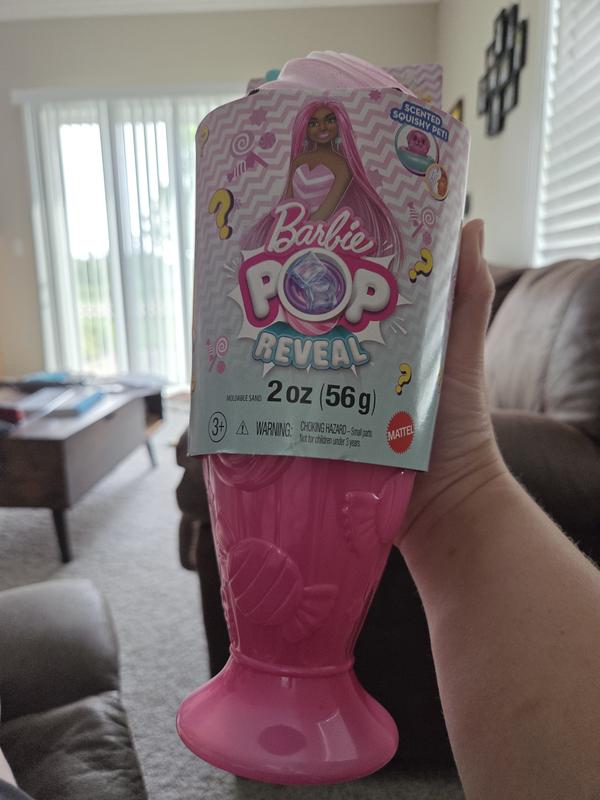 SCENTED
SQUISHY PET!
Barbie
POP
REVEAL
MOLDABLE SAND 2 oz (56 g)
3+ WARNING: CHOKING HAZARD – Small parts
Not for children under 3 years.
MATTEL